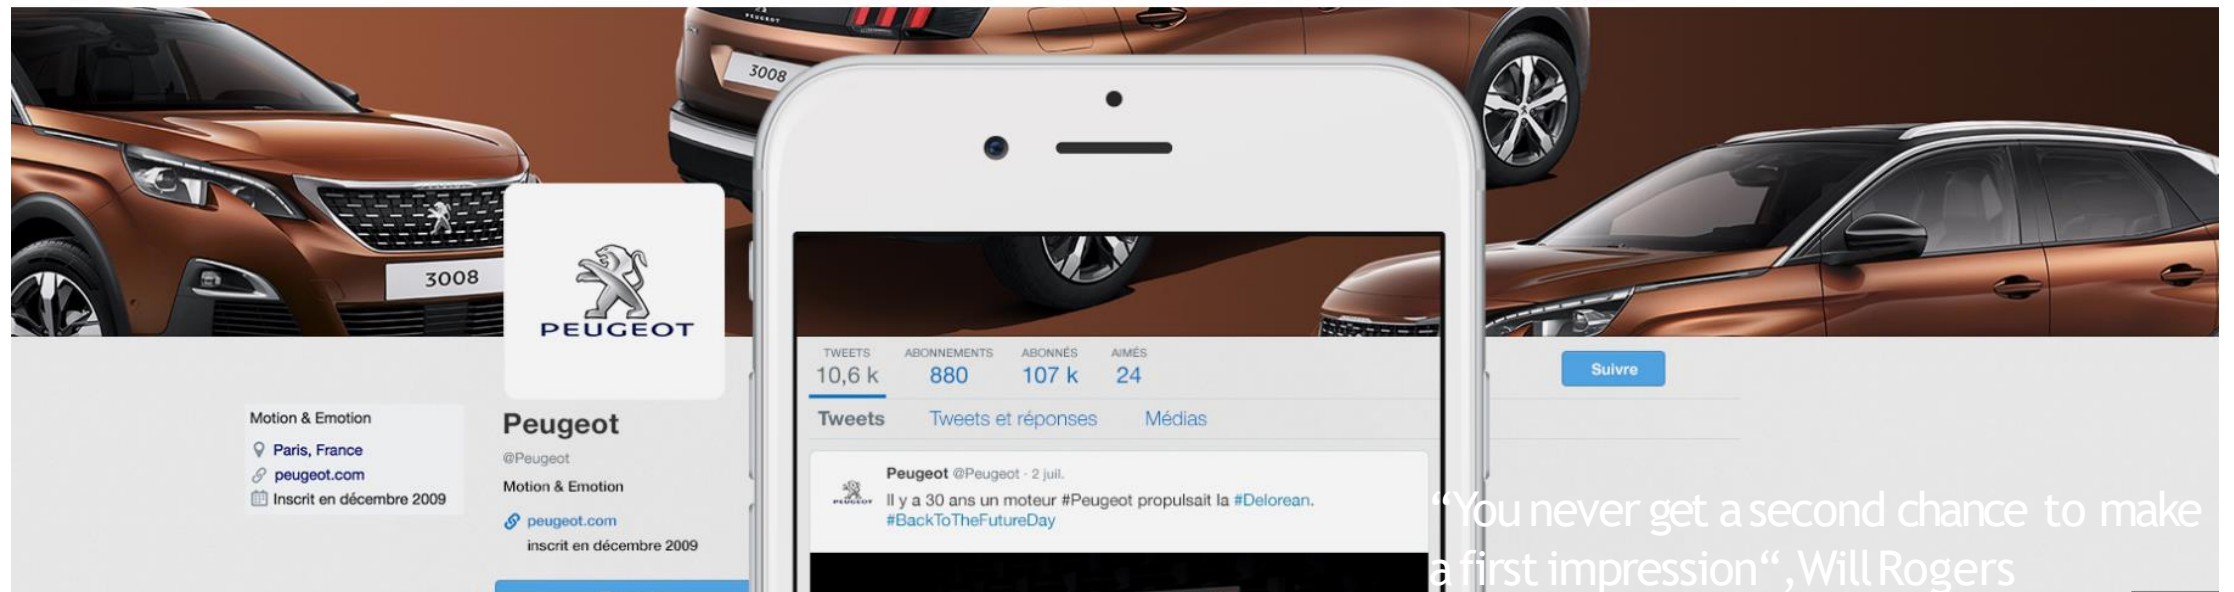 PEUGEOT
3008
3008
PEUGEOT
Motion & Emotion
Paris, France
peugeot.com
Inscrit en décembre 2009
Peugeot
@Peugeot
Motion & Emotion
peugeot.com
inscrit en décembre 2009
TWEETS ABONNEMENTS ABONNÉS AIMÉS
10,6 k 880 107 k 24
Suivre
Tweets Tweets et réponses Médias
PEUGEOT
Peugeot @Peugeot · 2 juil.
Il y a 30 ans un moteur #Peugeot propulsait la #Delorean.
#BackToTheFutureDay
“You never get a second chance to make
a first impression“, Will Rogers